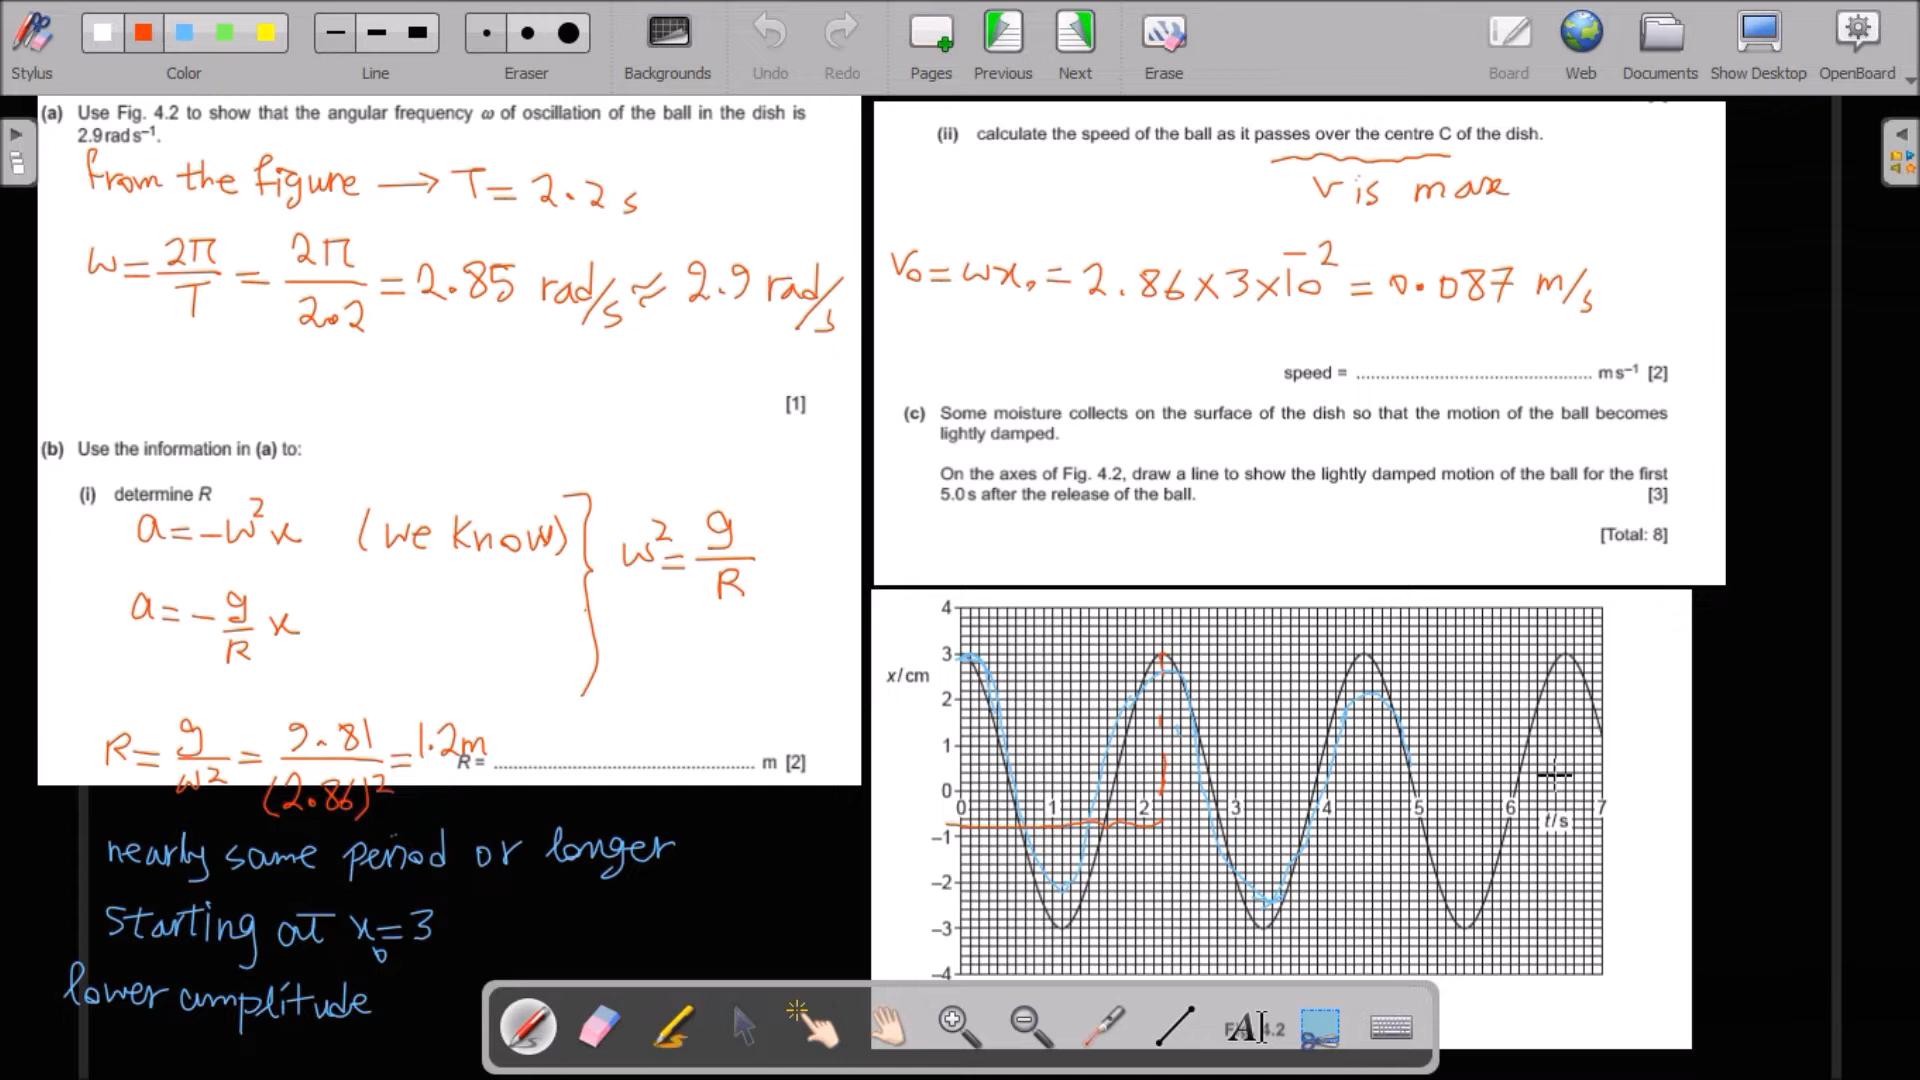 Stylus Color Line Eraser Backgrounds Undo Redo Pages Previous Next Erase Board Web Documents Show Desktop OpenBoard
(a) Use Fig. 4.2 to show that the angular frequency ω of oscillation of the ball in the dish is
2.9 rad s⁻¹.
from the figure → T = 2.2 s
ω = 2π/T = 2π/2.2 = 2.85 rad/s ≈ 2.9 rad/s
[1]
(b) Use the information in (a) to:
(i) determine R
a = -ω²x (we know)
ω² = g/R
a = -g/R x
R = g/ω² = 9.81/(2.86)² = 1.2m
R = ........................................................ m [2]
nearly same period or longer
starting at x₀ = 3
lower amplitude
(ii) calculate the speed of the ball as it passes over the centre C of the dish.
v is max
v₀ = ωx₀ = 2.86 × 3 × 10⁻² = 0.087 m/s
speed = ................................................ m s⁻¹ [2]
(c) Some moisture collects on the surface of the dish so that the motion of the ball becomes
lightly damped.
On the axes of Fig. 4.2, draw a line to show the lightly damped motion of the ball for the first
5.0 s after the release of the ball. [3]
[Total: 8]
4
3
x/cm
2
1
0
0 1 2 3 4 5 6 7
t/s
–1
–2
–3
–4
4.2